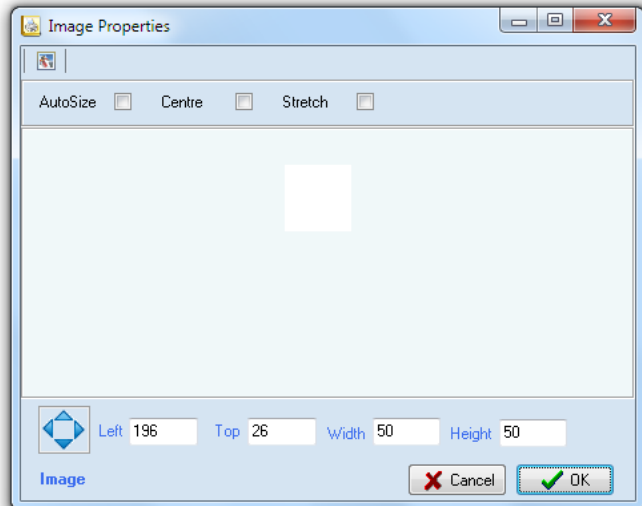 Image Properties
AutoSize Centre Stretch
Left 196 Top 26 Width 50 Height 50
Image Cancel OK